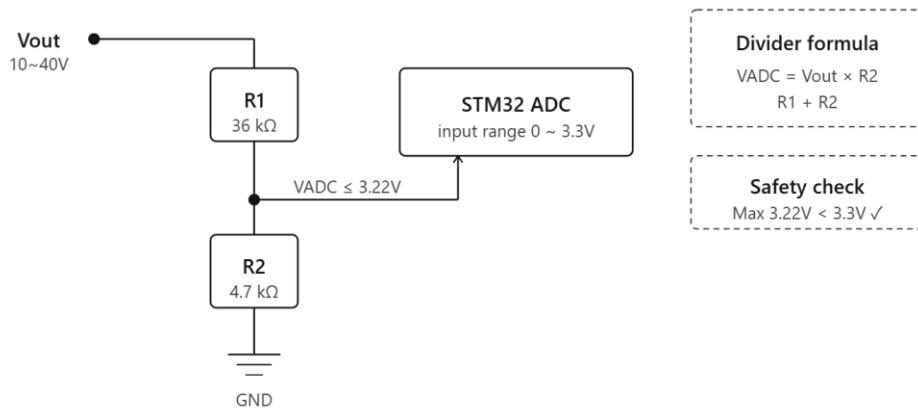 Vout
10~40V
R1
36 kΩ
STM32 ADC
input range 0 ~ 3.3V
VADC ≤ 3.22V
R2
4.7 kΩ
GND
Divider formula
VADC = Vout × R2
R1 + R2
Safety check
Max 3.22V < 3.3V ✓